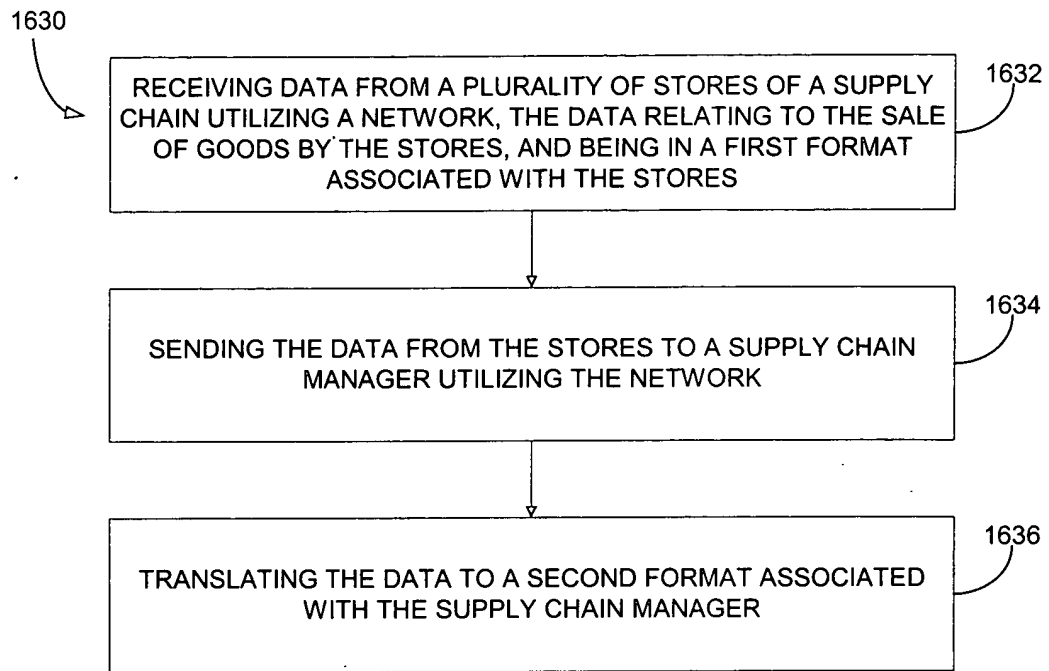 1630
RECEIVING DATA FROM A PLURALITY OF STORES OF A SUPPLY
CHAIN UTILIZING A NETWORK, THE DATA RELATING TO THE SALE
OF GOODS BY THE STORES, AND BEING IN A FIRST FORMAT
ASSOCIATED WITH THE STORES
1632
SENDING THE DATA FROM THE STORES TO A SUPPLY CHAIN
MANAGER UTILIZING THE NETWORK
1634
TRANSLATING THE DATA TO A SECOND FORMAT ASSOCIATED
WITH THE SUPPLY CHAIN MANAGER
1636